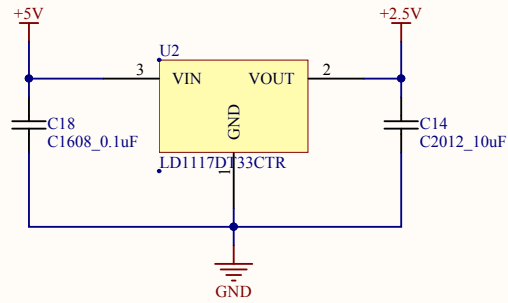 +5V
+2.5V
U2
3
VIN
VOUT
2
GND
C18
C1608_0.1uF
C14
C2012_10uF
LD1117DT33CTR
1
GND